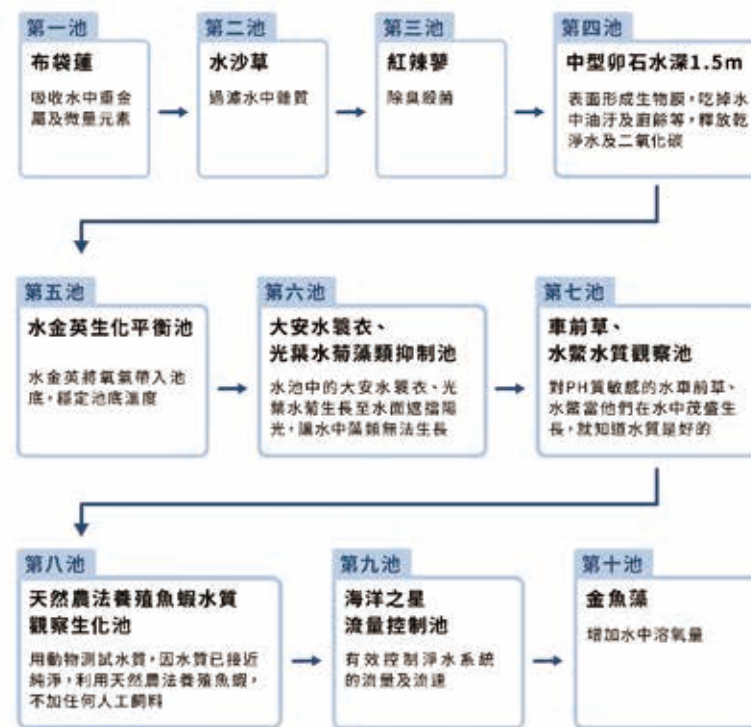 第一池
布袋蓮
吸收水中重金
屬及微量元素
第二池
水沙草
過濾水中雜質
第三池
紅辣蓼
除臭殺菌
第四池
中型卵石水深1.5m
表面形成生物膜，吃掉水
中油汙及廚餘等，釋放乾
淨水及二氧化碳
第五池
水金英生化平衡池
水金英將氧氣帶入池
底，穩定池底溫度
第六池
大安水蓑衣、
光葉水菊藻類抑制池
水池中的大安水蓑衣、光
葉水菊生長至水面遮擋陽
光，讓水中藻類無法生長
第七池
車前草、
水鱉水質觀察池
對PH質敏感的水車前草、
水鱉當他們在水中茂盛生
長，就知道水質是好的
第八池
天然農法養殖魚蝦水質
觀察生化池
用動物測試水質，因水質已接近
純淨，利用天然農法養殖魚蝦，
不加任何人工飼料
第九池
海洋之星
流量控制池
有效控制淨水系統
的流量及流速
第十池
金魚藻
增加水中溶氧量